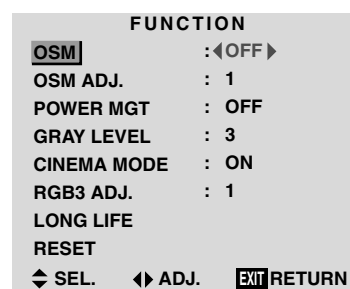 FUNCTION
OSM : OFF
OSM ADJ. : 1
POWER MGT : OFF
GRAY LEVEL : 3
CINEMA MODE : ON
RGB3 ADJ. : 1
LONG LIFE
RESET
SEL. ADJ. EXIT RETURN